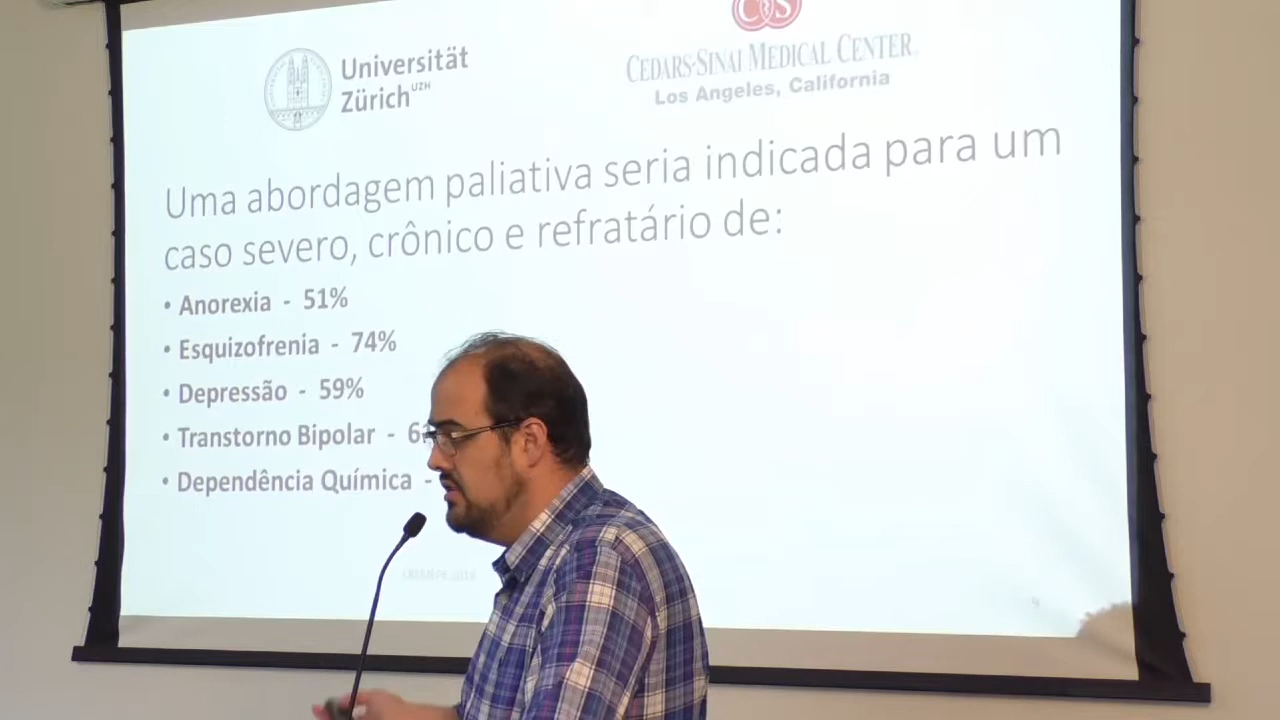 Universität
Zürich UZH
CEDARS-SINAI MEDICAL CENTER
Los Angeles, California
Uma abordagem paliativa seria indicada para um
caso severo, crônico e refratário de:
• Anorexia - 51%
• Esquizofrenia - 74%
• Depressão - 59%
• Transtorno Bipolar - 6
• Dependência Química -
9